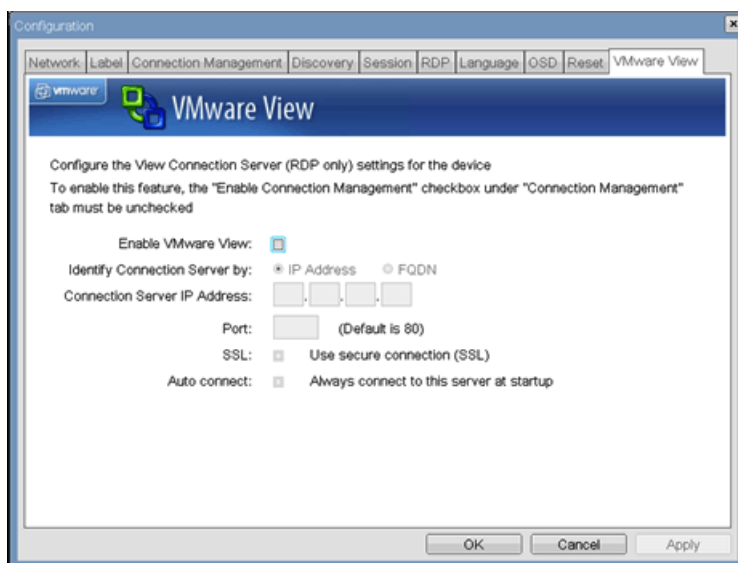 Configuration
Network Label Connection Management Discovery Session RDP Language OSD Reset VMware View
vmware
VMware View
Configure the View Connection Server (RDP only) settings for the device
To enable this feature, the "Enable Connection Management" checkbox under "Connection Management"
tab must be unchecked
Enable VMware View:
Identify Connection Server by: IP Address FQDN
Connection Server IP Address: . . .
Port: (Default is 80)
SSL: Use secure connection (SSL)
Auto connect: Always connect to this server at startup
OK Cancel Apply